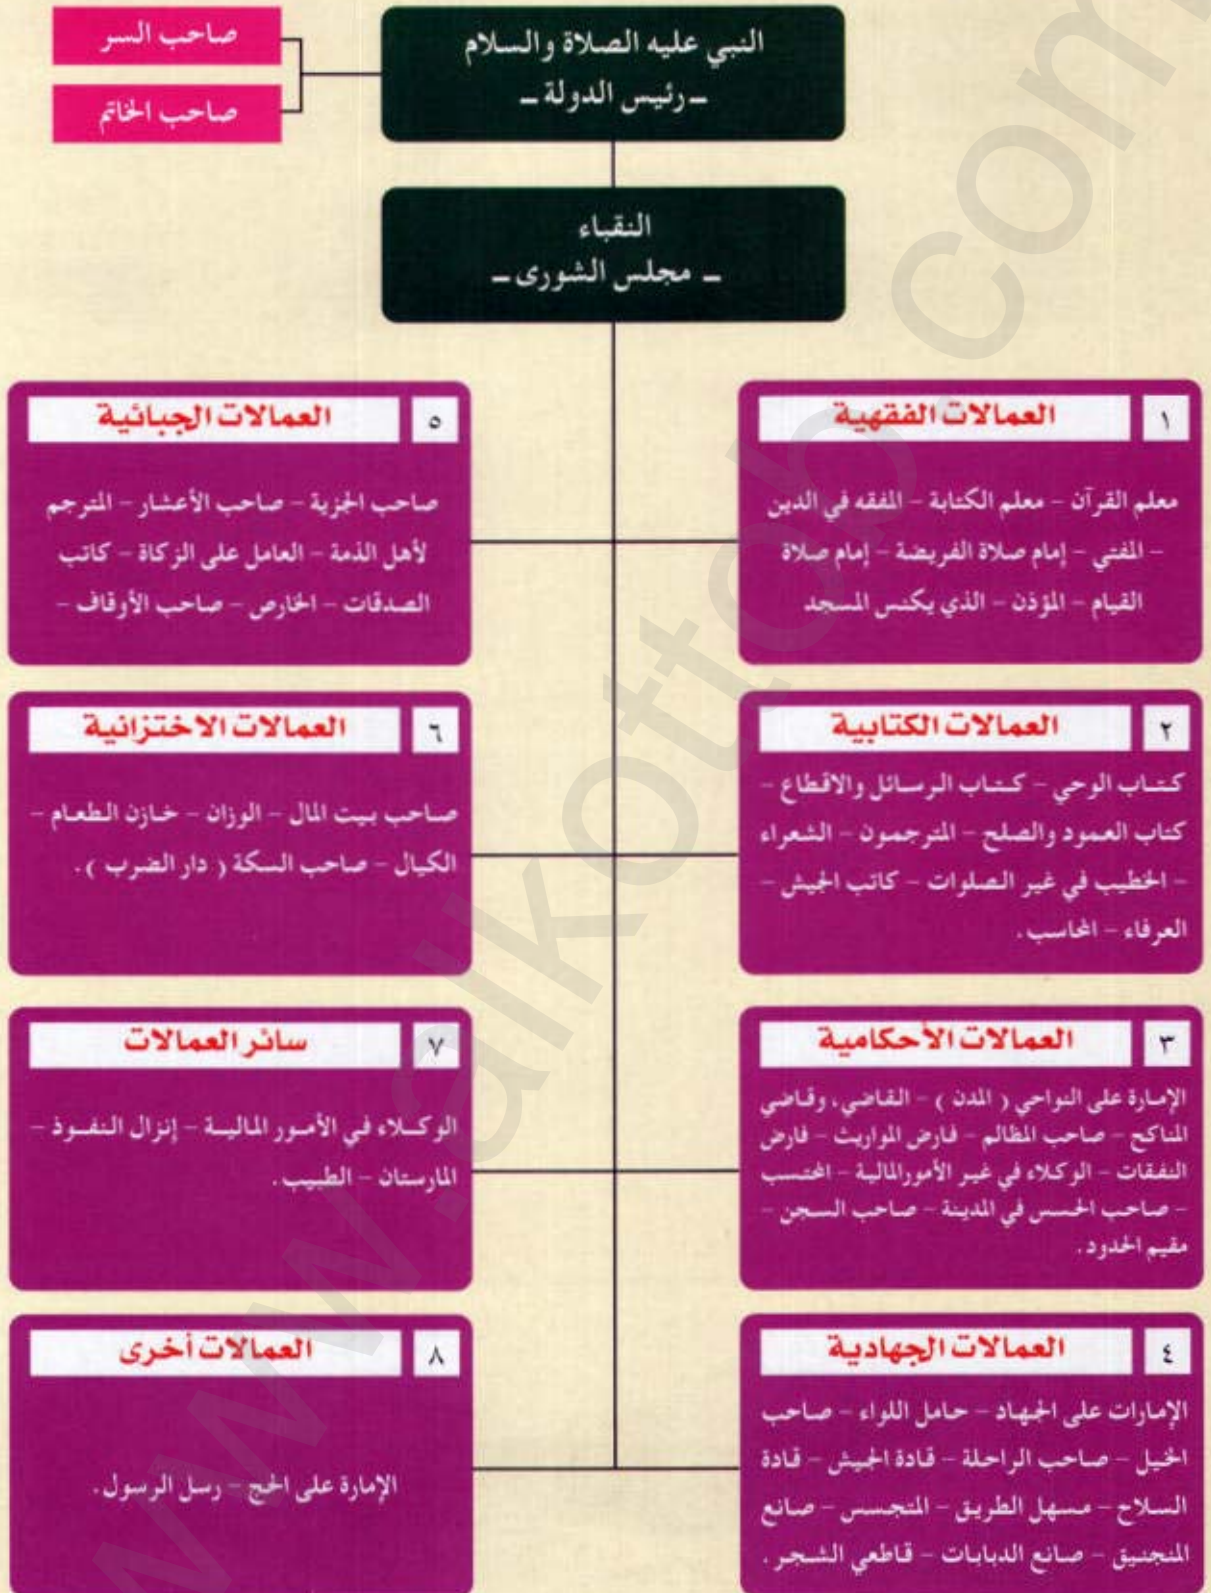 النبي عليه الصلاة والسلام
ـ رئيس الدولة ـ
صاحب السر
صاحب الخاتم
النقباء
ـ مجلس الشورى ـ
١
العمالات الفقهية
معلم القرآن - معلم الكتابة - المفقه في الدين
- المفتي - إمام صلاة الفريضة - إمام صلاة
القيام - المؤذن - الذي يكنس المسجد
٢
العمالات الكتابية
كتاب الوحي - كتاب الرسائل والاقطاع -
كتاب العمود والصلح - المترجمون - الشعراء
- الخطيب في غير الصلوات - كاتب الجيش -
العرفاء - المحاسب .
٣
العمالات الأحكامية
الإمارة على النواحي ( المدن ) - القاضي، وقاضي
المناكح - صاحب المظالم - فارض المواريث - فارض
النفقات - الوكلاء في غير الأمورالمالية - المحتسب
- صاحب الحسس في المدينة - صاحب السجن -
مقيم الحدود .
٤
العمالات الجهادية
الإمارات على الجهاد - حامل اللواء - صاحب
الخيل - صاحب الراحلة - قادة الجيش - قادة
السلاح - مسهل الطريق - المتجسس - صانع
المنجنيق - صانع الدبابات - قاطعي الشجر .
٥
العمالات الجبائية
صاحب الجزية - صاحب الأعشار - المترجم
لأهل الذمة - العامل على الزكاة - كاتب
الصدقات - الخارص - صاحب الأوقاف -
٦
العمالات الاختزانية
صاحب بيت المال - الوزان - خازن الطعام -
الكيال - صاحب السكة ( دار الضرب ) .
٧
سائر العمالات
الوكلاء في الأمور المالية - إنزال النفوذ -
المارستان - الطبيب .
٨
العمالات أخرى
الإمارة على الحج - رسل الرسول .
www.alkottob.com